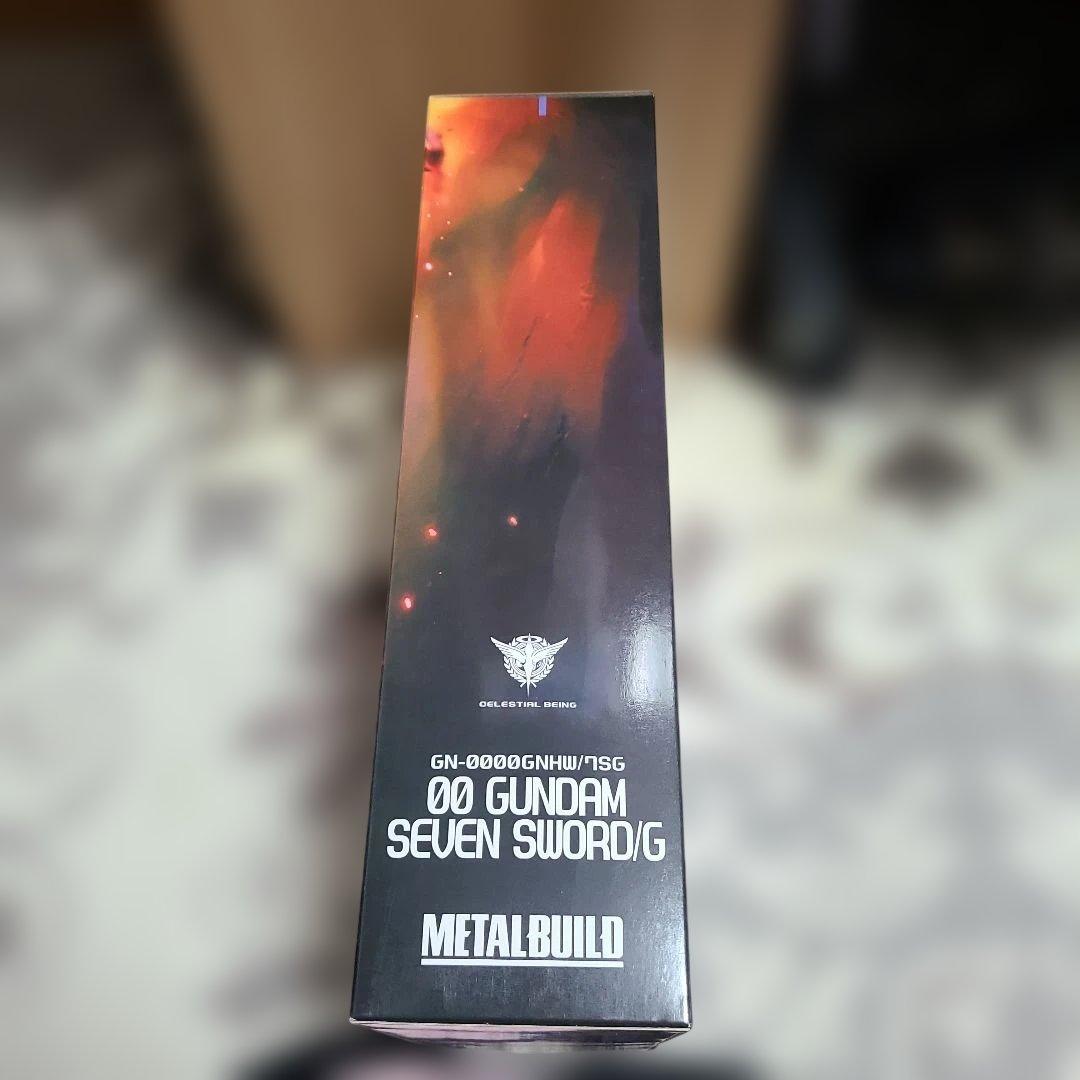 CELESTIAL BEING
GN-0000GNHW/7SG
00 GUNDAM
SEVEN SWORD/G
METALBUILD